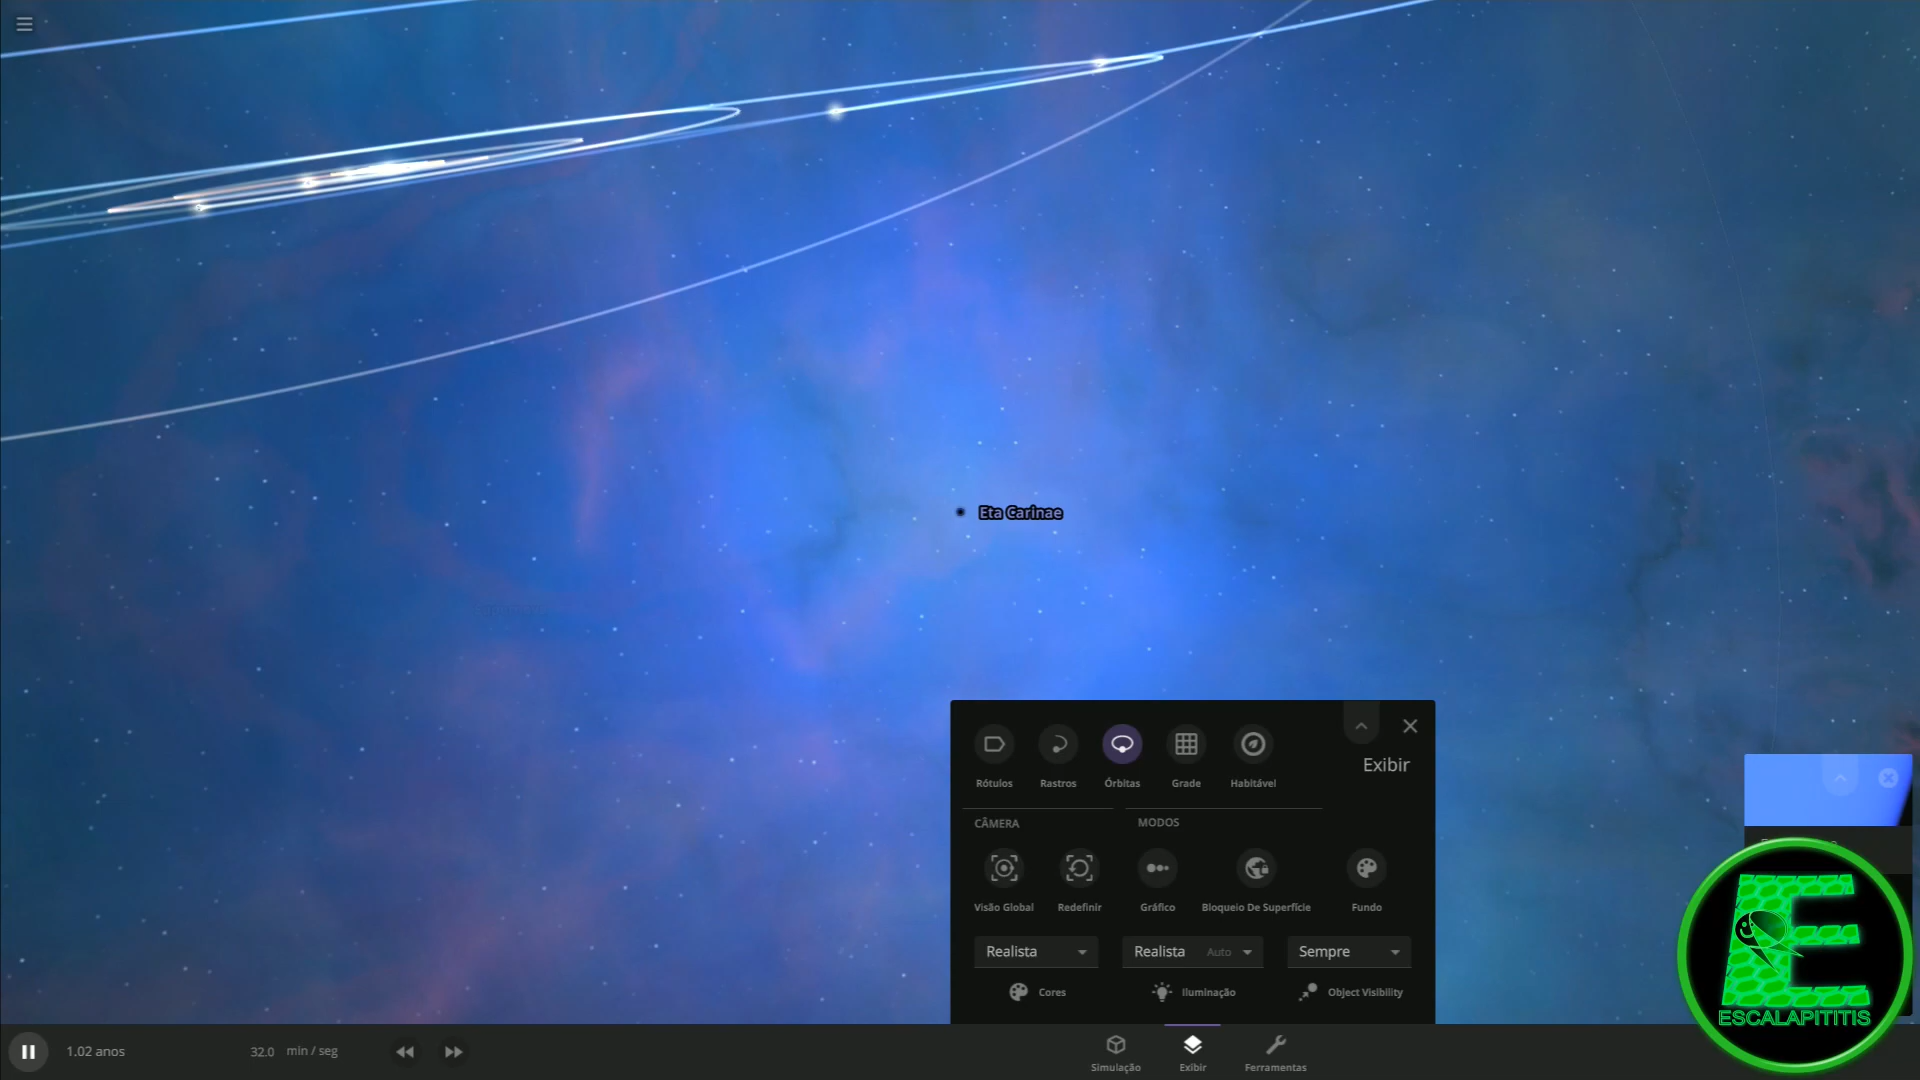 Eta Carinae
Exibir
Rótulos
Rastros
Órbitas
Grade
Habitável
CÂMERA
MODOS
Visão Global
Redefinir
Gráfico
Bloqueio De Superfície
Fundo
Realista
Realista Auto
Sempre
Cores
Iluminação
Object Visibility
1.02 anos
32.0 min / seg
Simulação
Exibir
Ferramentas
E
ESCALAPITITIS